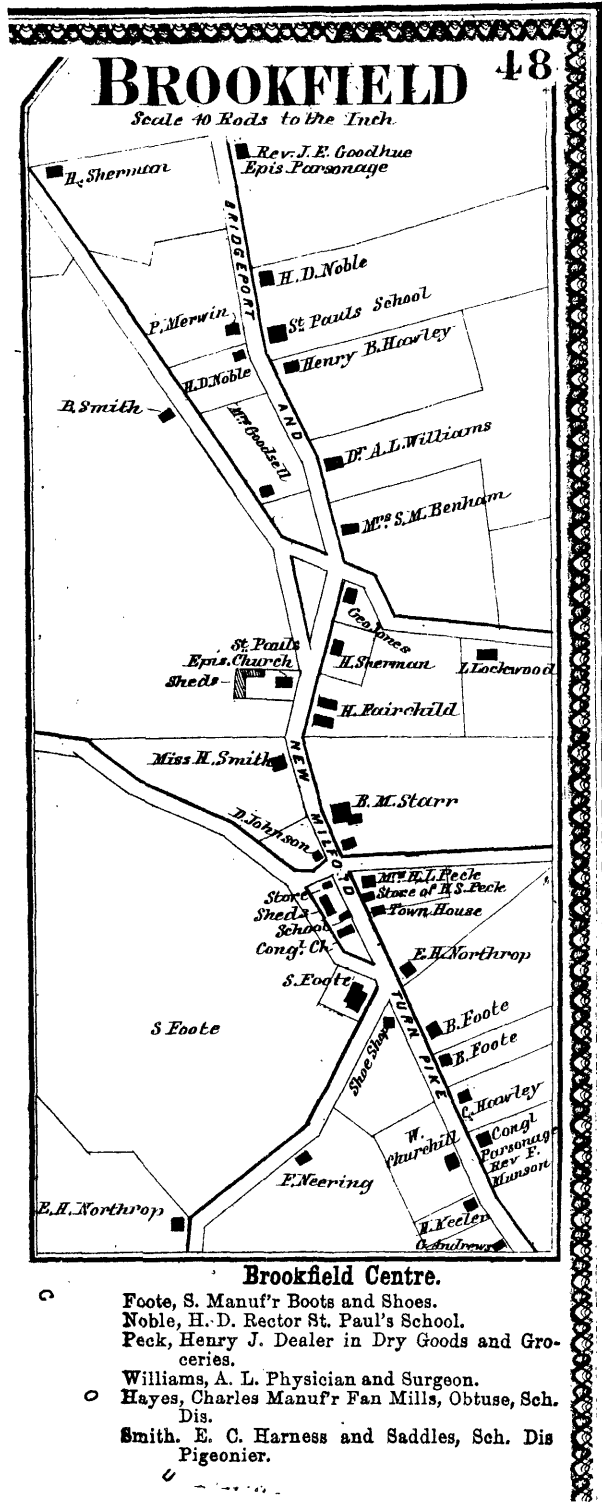 48
BROOKFIELD
Scale 40 Rods to the Inch
Rev. J. E. Goodhue
Epis. Parsonage
H. Sherman
BRIDGEPORT
H. D. Noble
P. Merwin
St. Pauls School
Henry B. Hawley
H. D. Noble
B. Smith
AND
Goodsell
Dr. A. L. Williams
Mrs. S. M. Benham
Geo. Jones
St. Pauls
Epis. Church
H. Sherman
Lockwood
Sheds
H. Fairchild
NEW
Miss H. Smith
B. M. Starr
MILFORD
D. Johnson
Peck
Store
Store of H. S. Peck
Sheds
Town House
School
Congl. Ch
E. H. Northrop
S. Foote
S Foote
TURN PIKE
B. Foote
Shoe Shop
B. Foote
C. Hawley
W.
Churchill
Congl
Parsonage
Rev F.
Munson
F. Neering
E. H. Northrop
Keeler
Andrews
Brookfield Centre.
Foote, S. Manuf'r Boots and Shoes.
Noble, H. D. Rector St. Paul's School.
Peck, Henry J. Dealer in Dry Goods and Gro-
ceries.
Williams, A. L. Physician and Surgeon.
Hayes, Charles Manuf'r Fan Mills, Obtuse, Sch.
Dis.
Smith. E. C. Harness and Saddles, Sch. Dis
Pigeonier.